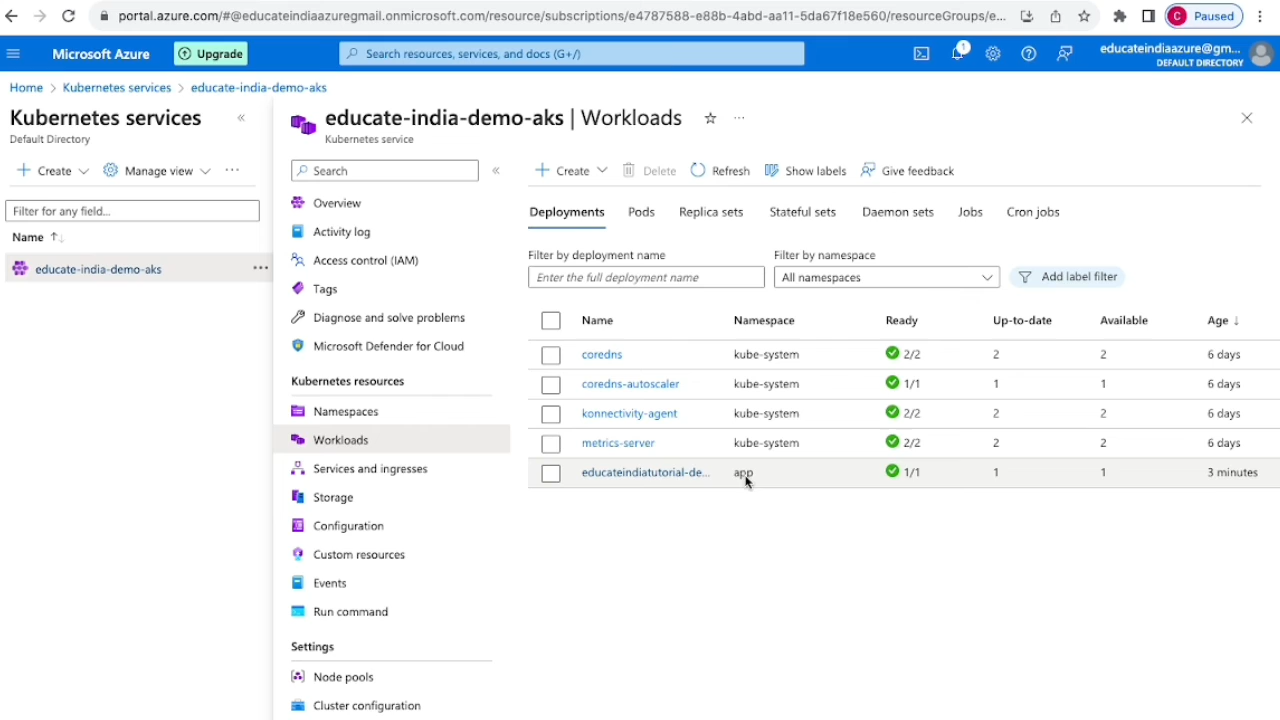 portal.azure.com/#@educateindiaazuregmail.onmicrosoft.com/resource/subscriptions/e4787588-e88b-4abd-aa11-5da67f18e560/resourceGroups/e...
C Paused
Microsoft Azure
Upgrade
Search resources, services, and docs (G+/)
1
educateindiaazure@gm...
DEFAULT DIRECTORY
Home > Kubernetes services > educate-india-demo-aks
Kubernetes services
Default Directory
Create
Manage view
...
Filter for any field...
Name
educate-india-demo-aks
...
educate-india-demo-aks | Workloads
...
Kubernetes service
Search
Overview
Activity log
Access control (IAM)
Tags
Diagnose and solve problems
Microsoft Defender for Cloud
Kubernetes resources
Namespaces
Workloads
Services and ingresses
Storage
Configuration
Custom resources
Events
Run command
Settings
Node pools
Cluster configuration
Create
Delete
Refresh
Show labels
Give feedback
Deployments Pods Replica sets Stateful sets Daemon sets Jobs Cron jobs
Filter by deployment name
Enter the full deployment name
Filter by namespace
All namespaces
Add label filter
Name Namespace Ready Up-to-date Available Age ↓
coredns kube-system 2/2 2 2 6 days
coredns-autoscaler kube-system 1/1 1 1 6 days
konnectivity-agent kube-system 2/2 2 2 6 days
metrics-server kube-system 2/2 2 2 6 days
educateindiatutorial-de... app 1/1 1 1 3 minutes